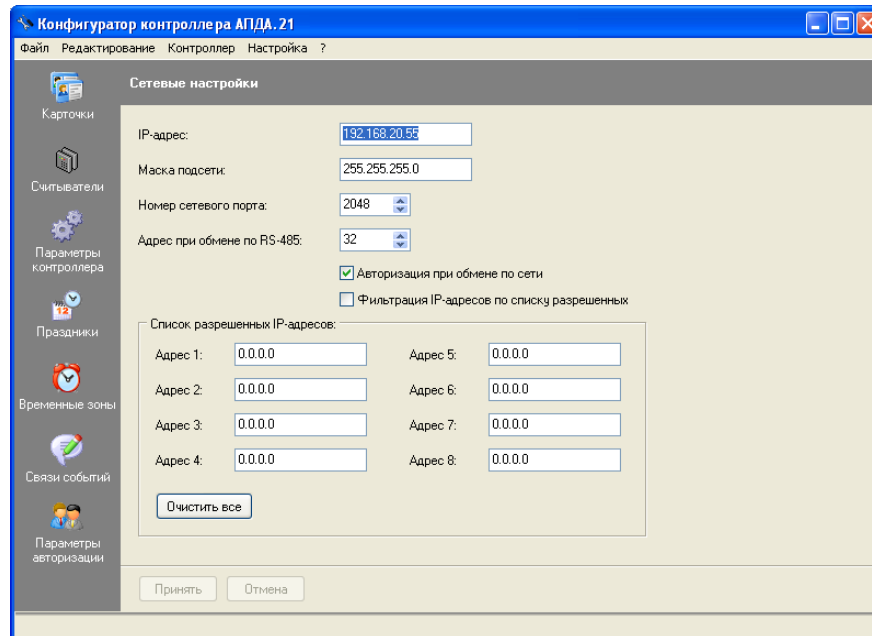 Конфигуратор контроллера АПДА.21
Файл Редактирование Контроллер Настройка ?
Карточки
Считыватели
Параметры
контроллера
12
Праздники
Временные зоны
Связи событий
Параметры
авторизации
Сетевые настройки
IP-адрес: 192.168.20.55
Маска подсети: 255.255.255.0
Номер сетевого порта: 2048
Адрес при обмене по RS-485: 32
Авторизация при обмене по сети
Фильтрация IP-адресов по списку разрешенных
Список разрешенных IP-адресов:
Адрес 1: 0.0.0.0 Адрес 5: 0.0.0.0
Адрес 2: 0.0.0.0 Адрес 6: 0.0.0.0
Адрес 3: 0.0.0.0 Адрес 7: 0.0.0.0
Адрес 4: 0.0.0.0 Адрес 8: 0.0.0.0
Очистить все
Принять Отмена